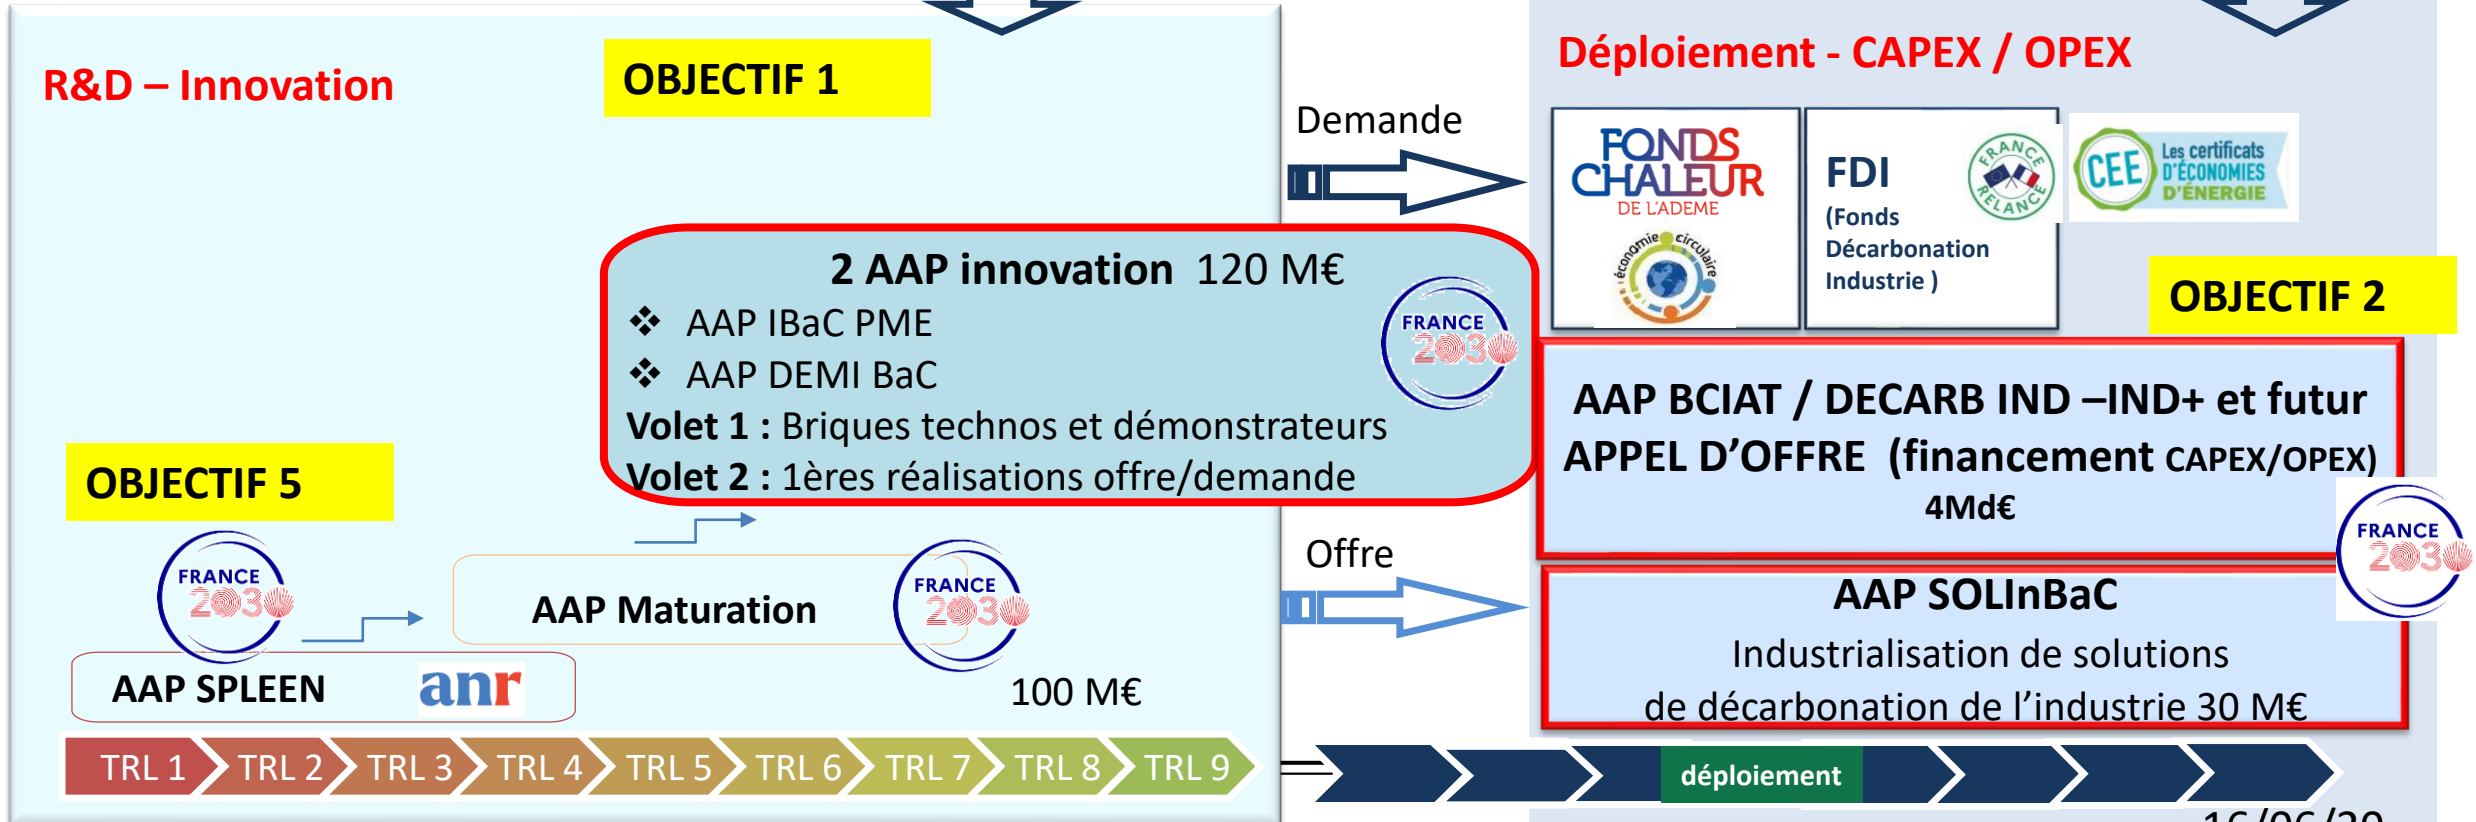 R&D – Innovation
OBJECTIF 1
Déploiement - CAPEX / OPEX
Demande
FONDS
CHALEUR
DE L'ADEME
économie circulaire
FDI
(Fonds
Décarbonation
Industrie )
FRANCE
RELANCE
CEE
Les certificats
D'ÉCONOMIES
D'ÉNERGIE
OBJECTIF 2
2 AAP innovation 120 M€
❖ AAP IBaC PME
❖ AAP DEMI BaC
Volet 1 : Briques technos et démonstrateurs
Volet 2 : 1ères réalisations offre/demande
FRANCE
2030
AAP BCIAT / DECARB IND –IND+ et futur
APPEL D'OFFRE (financement CAPEX/OPEX)
4Md€
FRANCE
2030
OBJECTIF 5
FRANCE
2030
AAP Maturation
FRANCE
2030
Offre
AAP SOLInBaC
Industrialisation de solutions
de décarbonation de l'industrie 30 M€
AAP SPLEEN
anr
100 M€
TRL 1 TRL 2 TRL 3 TRL 4 TRL 5 TRL 6 TRL 7 TRL 8 TRL 9
déploiement
16/06/20